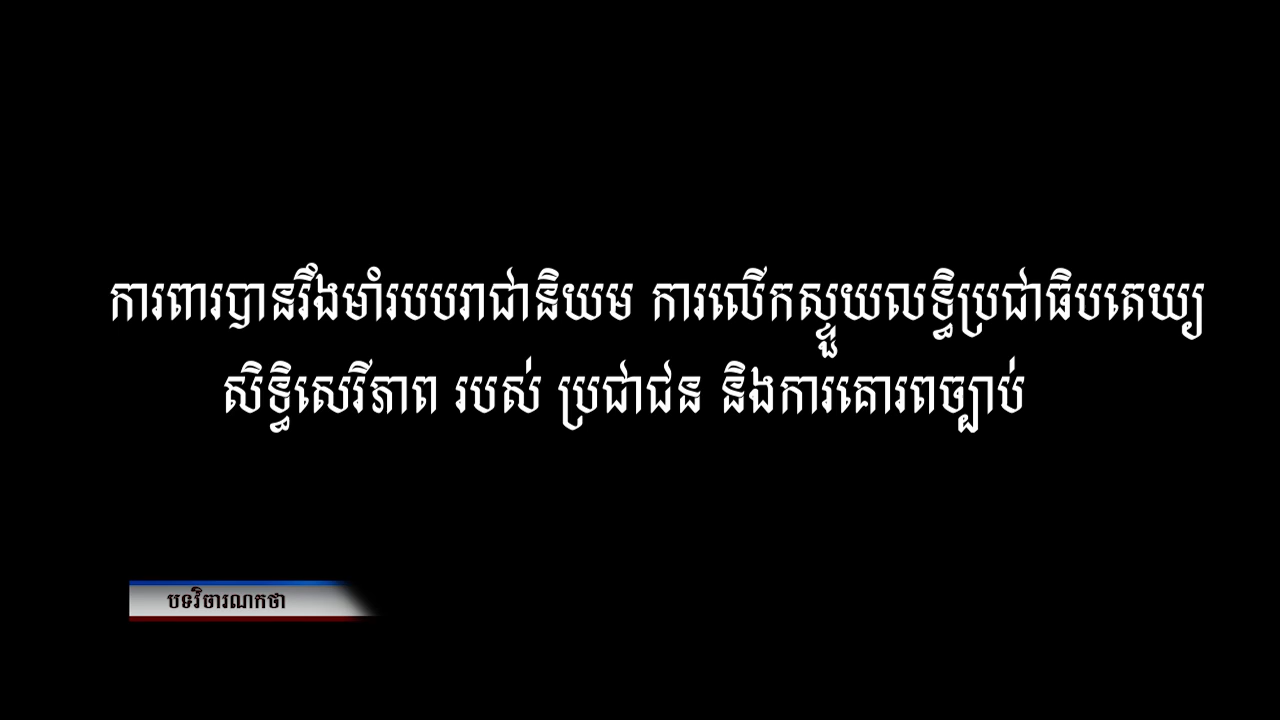 ការពារបានរឹងមាំរបបរាជានិយម ការលើកស្ទួយលទ្ធិប្រជាធិបតេយ្យ
សិទ្ធិសេរីភាព របស់ ប្រជាជន និងការគោរពច្បាប់
បទវិចារណកថា